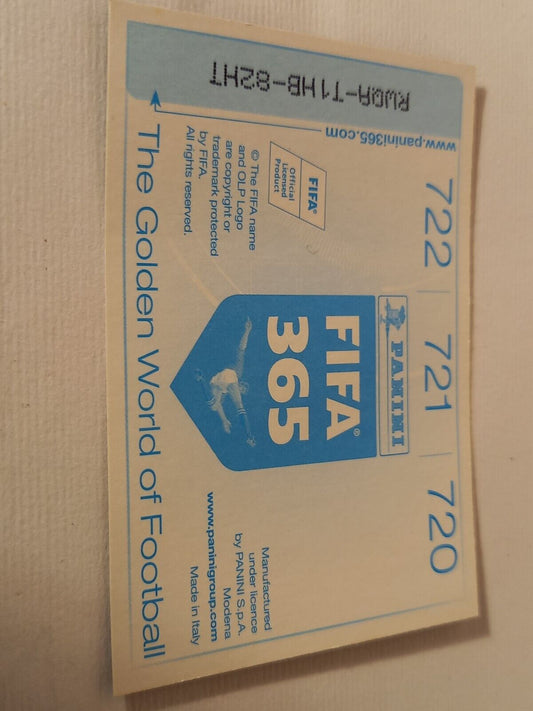 722 | 721 | 720
www.panini365.com
RWQA-T1HB-82HT
PANINI
FIFA®
365
FIFA®
Official
Licensed
Product
© The FIFA name
and OLP Logo
are copyright or
trademark protected
by FIFA.
All rights reserved.
Manufactured
under licence
by PANINI S.p.A.
Modena
www.paninigroup.com
Made in Italy
The Golden World of Football